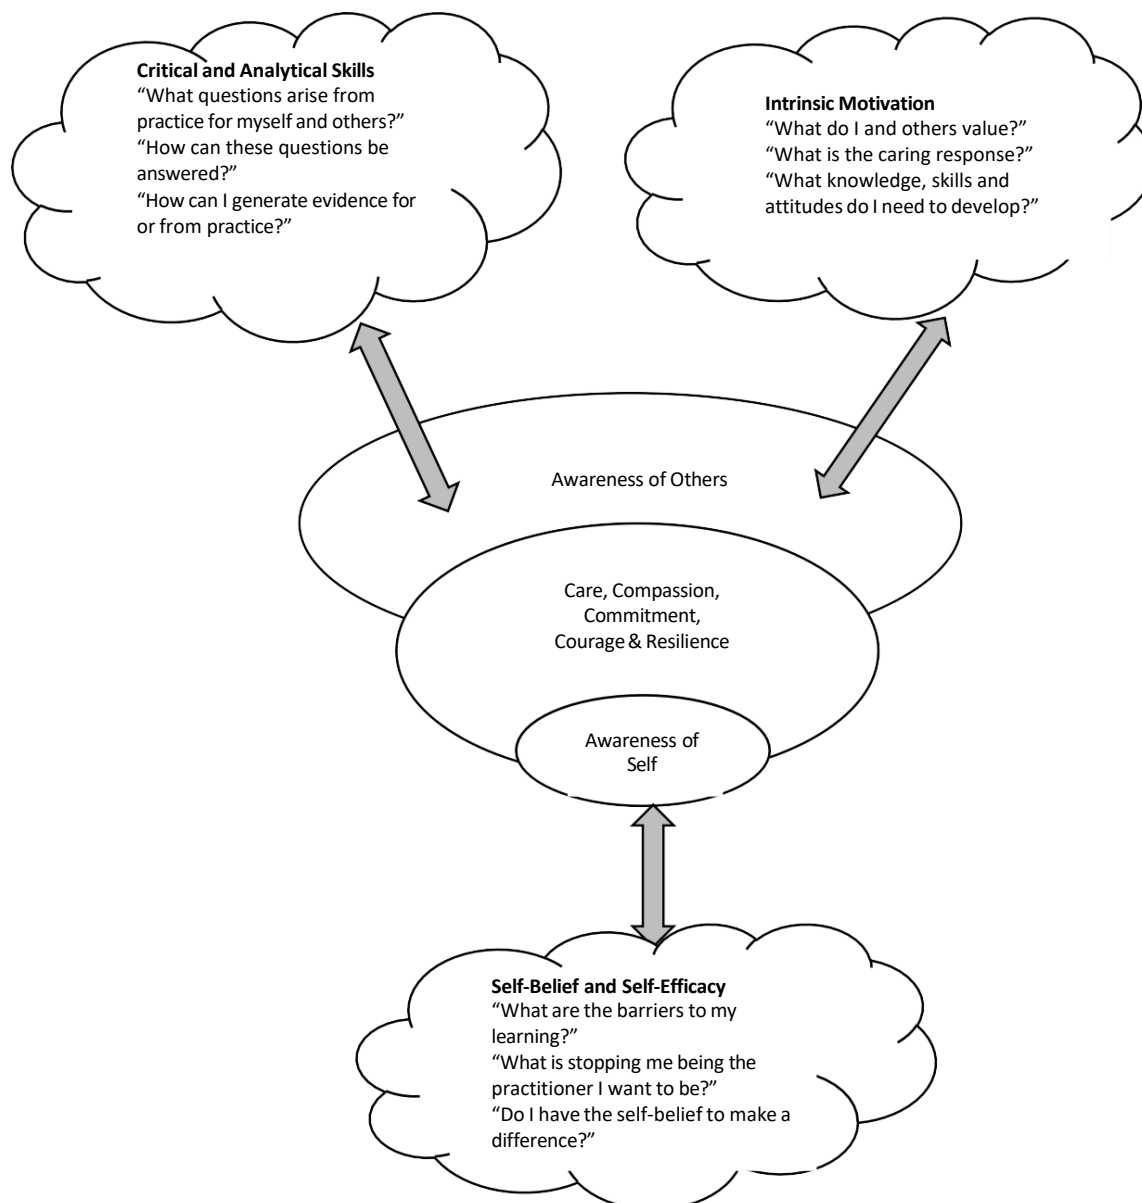 Critical and Analytical Skills
“What questions arise from
practice for myself and others?”
“How can these questions be
answered?”
“How can I generate evidence for
or from practice?”
Intrinsic Motivation
“What do I and others value?”
“What is the caring response?”
“What knowledge, skills and
attitudes do I need to develop?”
Awareness of Others
Care, Compassion,
Commitment,
Courage & Resilience
Awareness of
Self
Self-Belief and Self-Efficacy
“What are the barriers to my
learning?”
“What is stopping me being the
practitioner I want to be?”
“Do I have the self-belief to make a
difference?”